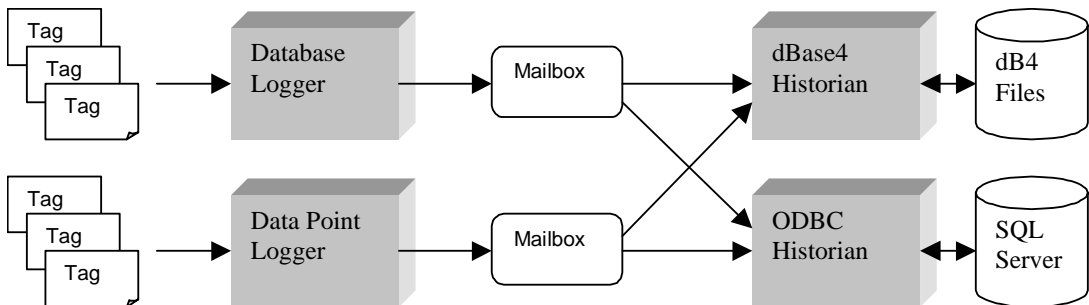 Tag
Tag
Tag
Database
Logger
Mailbox
dBase4
Historian
dB4
Files
Tag
Tag
Tag
Data Point
Logger
Mailbox
ODBC
Historian
SQL
Server